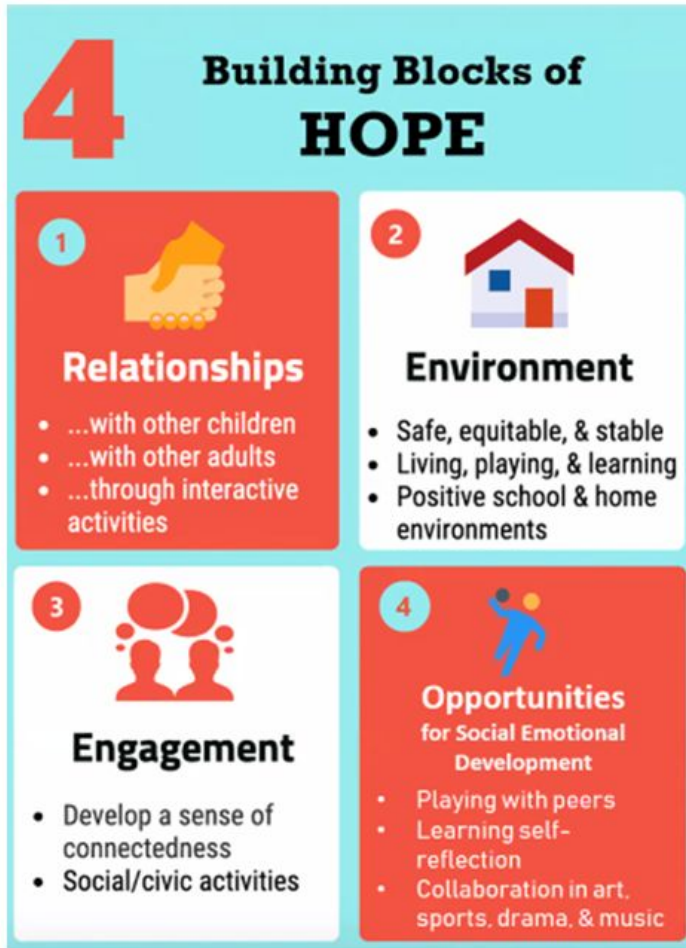 4
Building Blocks of
HOPE
1
Relationships
• ...with other children
• ...with other adults
• ...through interactive
activities
2
Environment
• Safe, equitable, & stable
• Living, playing, & learning
• Positive school & home
environments
3
Engagement
• Develop a sense of
connectedness
• Social/civic activities
4
Opportunities
for Social Emotional
Development
• Playing with peers
• Learning self-
reflection
• Collaboration in art,
sports, drama, & music